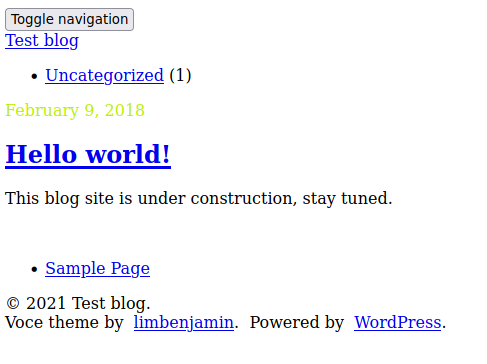 Toggle navigation
Test blog
• Uncategorized (1)
February 9, 2018
Hello world!
This blog site is under construction, stay tuned.
• Sample Page
© 2021 Test blog.
Voce theme by limbenjamin. Powered by WordPress.